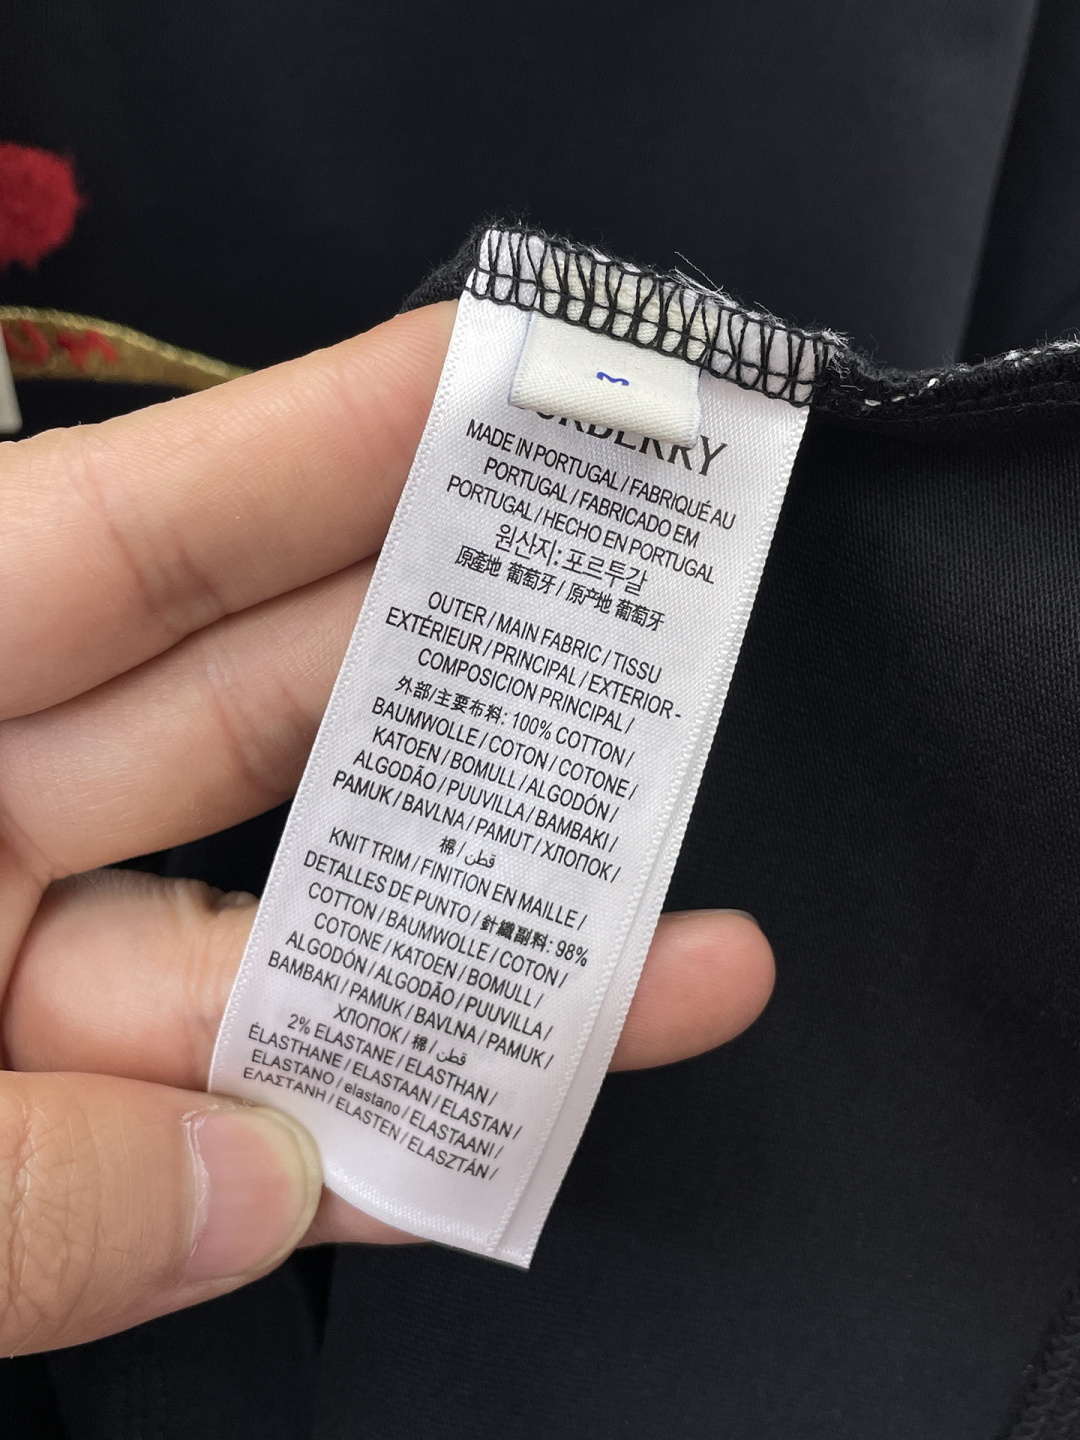 M
BURBERRY
MADE IN PORTUGAL / FABRIQUÉ AU
PORTUGAL / FABRICADO EM
PORTUGAL / HECHO EN PORTUGAL
원산지: 포르투갈
原產地 葡萄牙 / 原产地 葡萄牙
OUTER / MAIN FABRIC / TISSU
EXTÉRIEUR / PRINCIPAL / EXTERIOR -
COMPOSICION PRINCIPAL /
外部/主要布料: 100% COTTON /
BAUMWOLLE / COTON / COTONE /
KATOEN / BOMULL / ALGODÓN /
ALGODÃO / PUUVILLA / BAMBAKI /
PAMUK / BAVLNA / PAMUT / ХЛОПОК /
棉 / قطن
KNIT TRIM / FINITION EN MAILLE /
DETALLES DE PUNTO / 針織副料: 98%
COTTON / BAUMWOLLE / COTON /
COTONE / KATOEN / BOMULL /
ALGODÓN / ALGODÃO / PUUVILLA /
BAMBAKI / PAMUK / BAVLNA / PAMUK /
ХЛОПОК / 棉 / قطن
2% ELASTANE / ELASTHAN /
ÉLASTHANE / ELASTAAN / ELASTAN /
ELASTANO / elastano / ELASTAANI /
ΕΛΑΣΤΑΝΗ / ELASTEN / ELASZTÁN /